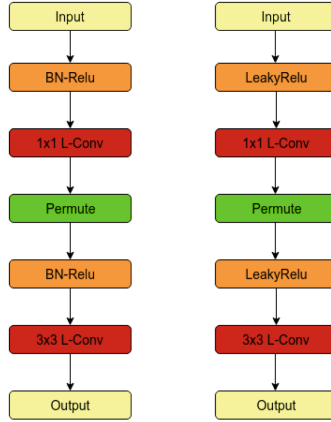 Input
BN-Relu
1x1 L-Conv
Permute
BN-Relu
3x3 L-Conv
Output
Input
LeakyRelu
1x1 L-Conv
Permute
LeakyRelu
3x3 L-Conv
Output